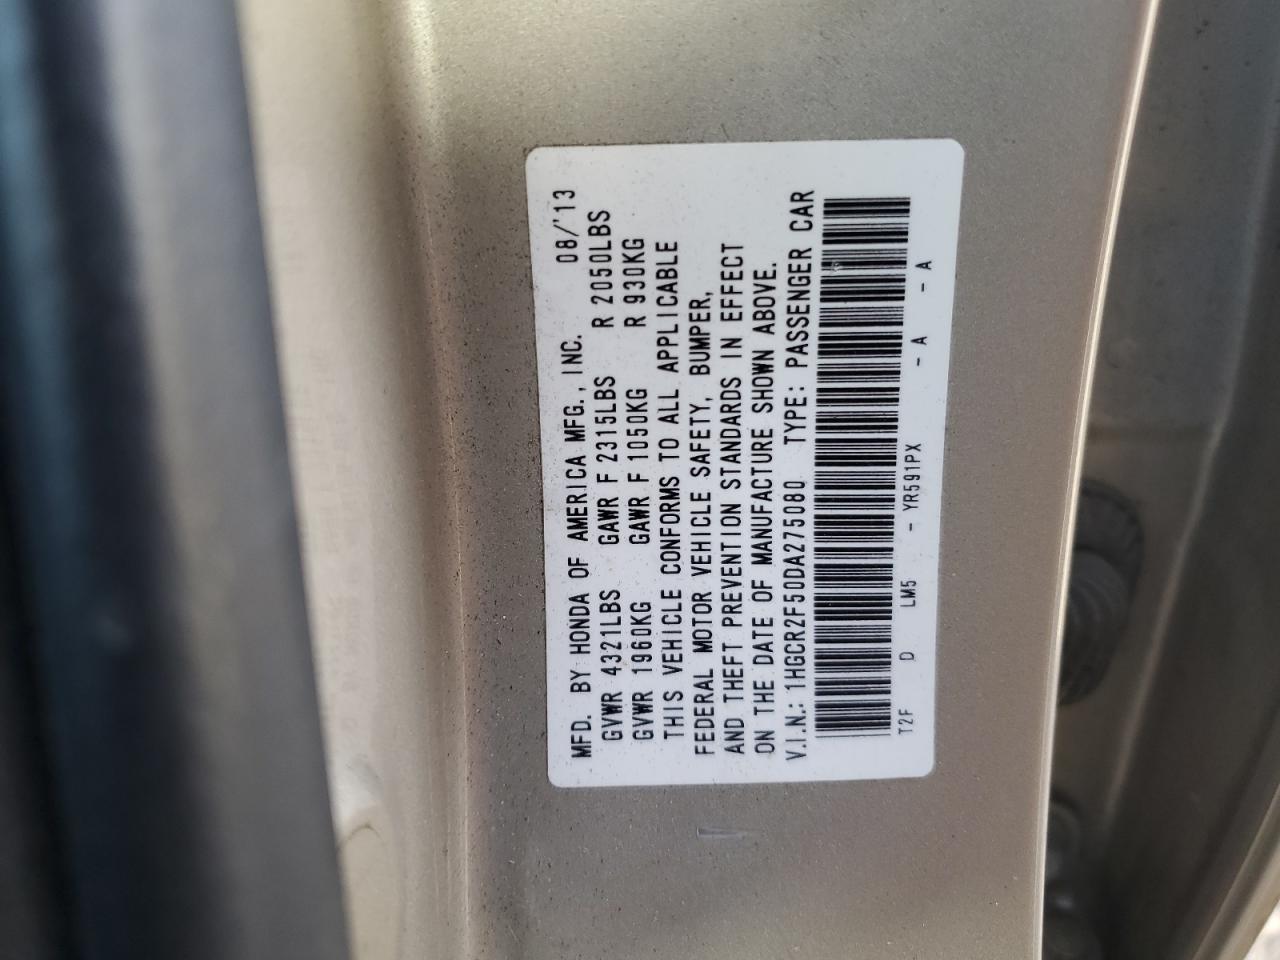 MFD. BY HONDA OF AMERICA MFG., INC. 08/'13
GVWR 4321LBS GAWR F 2315LBS R 2050LBS
GVWR 1960KG GAWR F 1050KG R 930KG
THIS VEHICLE CONFORMS TO ALL APPLICABLE
FEDERAL MOTOR VEHICLE SAFETY, BUMPER,
AND THEFT PREVENTION STANDARDS IN EFFECT
ON THE DATE OF MANUFACTURE SHOWN ABOVE.
V.I.N.: 1HGCR2F50DA275080 TYPE: PASSENGER CAR
T2F D LM5 - YR591PX - A - A